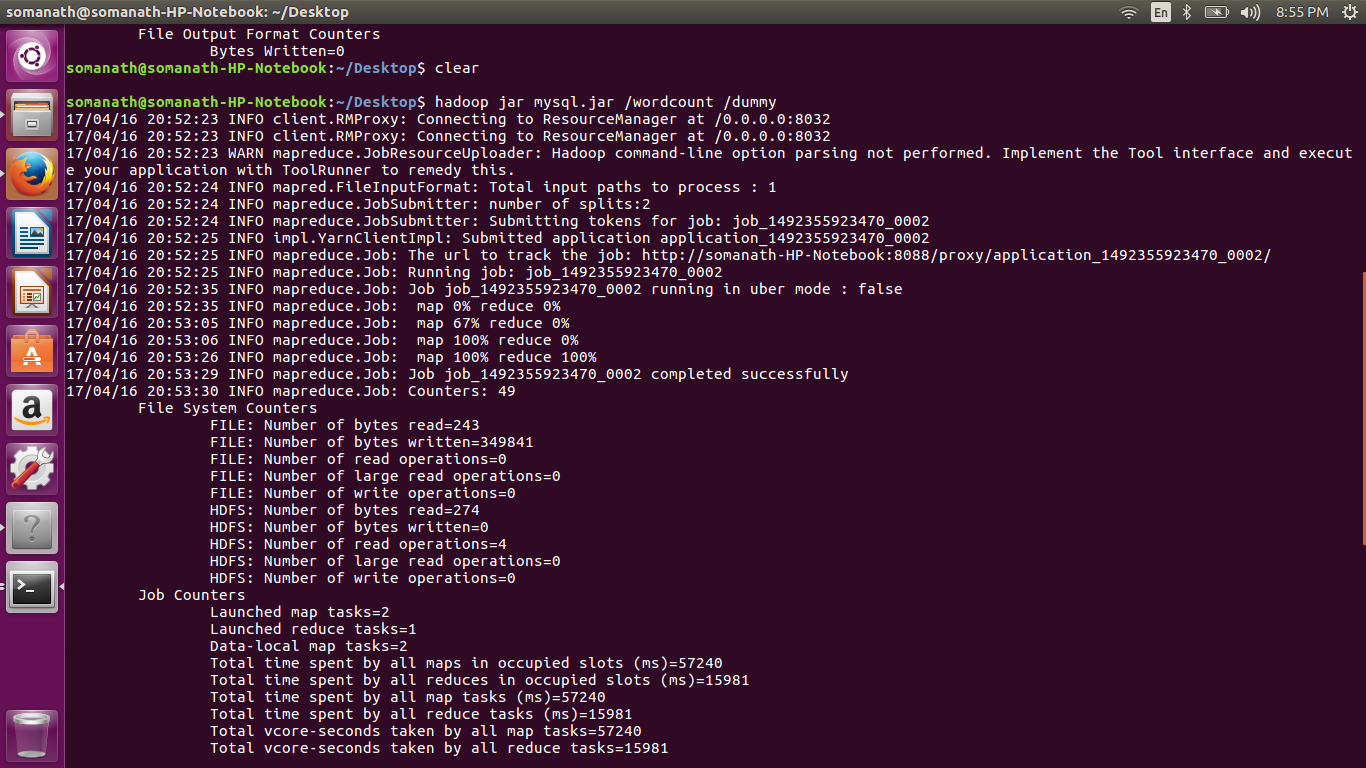 somanath@somanath-HP-Notebook: ~/Desktop
En
8:55 PM
File Output Format Counters
Bytes Written=0
somanath@somanath-HP-Notebook:~/Desktop$ clear
somanath@somanath-HP-Notebook:~/Desktop$ hadoop jar mysql.jar /wordcount /dummy
17/04/16 20:52:23 INFO client.RMProxy: Connecting to ResourceManager at /0.0.0.0:8032
17/04/16 20:52:23 INFO client.RMProxy: Connecting to ResourceManager at /0.0.0.0:8032
17/04/16 20:52:23 WARN mapreduce.JobResourceUploader: Hadoop command-line option parsing not performed. Implement the Tool interface and execut
e your application with ToolRunner to remedy this.
17/04/16 20:52:24 INFO mapred.FileInputFormat: Total input paths to process : 1
17/04/16 20:52:24 INFO mapreduce.JobSubmitter: number of splits:2
17/04/16 20:52:24 INFO mapreduce.JobSubmitter: Submitting tokens for job: job_1492355923470_0002
17/04/16 20:52:25 INFO impl.YarnClientImpl: Submitted application application_1492355923470_0002
17/04/16 20:52:25 INFO mapreduce.Job: The url to track the job: http://somanath-HP-Notebook:8088/proxy/application_1492355923470_0002/
17/04/16 20:52:25 INFO mapreduce.Job: Running job: job_1492355923470_0002
17/04/16 20:52:35 INFO mapreduce.Job: Job job_1492355923470_0002 running in uber mode : false
17/04/16 20:52:35 INFO mapreduce.Job:  map 0% reduce 0%
17/04/16 20:53:05 INFO mapreduce.Job:  map 67% reduce 0%
17/04/16 20:53:06 INFO mapreduce.Job:  map 100% reduce 0%
17/04/16 20:53:26 INFO mapreduce.Job:  map 100% reduce 100%
17/04/16 20:53:29 INFO mapreduce.Job: Job job_1492355923470_0002 completed successfully
17/04/16 20:53:30 INFO mapreduce.Job: Counters: 49
File System Counters
FILE: Number of bytes read=243
FILE: Number of bytes written=349841
FILE: Number of read operations=0
FILE: Number of large read operations=0
FILE: Number of write operations=0
HDFS: Number of bytes read=274
HDFS: Number of bytes written=0
HDFS: Number of read operations=4
HDFS: Number of large read operations=0
HDFS: Number of write operations=0
Job Counters
Launched map tasks=2
Launched reduce tasks=1
Data-local map tasks=2
Total time spent by all maps in occupied slots (ms)=57240
Total time spent by all reduces in occupied slots (ms)=15981
Total time spent by all map tasks (ms)=57240
Total time spent by all reduce tasks (ms)=15981
Total vcore-seconds taken by all map tasks=57240
Total vcore-seconds taken by all reduce tasks=15981